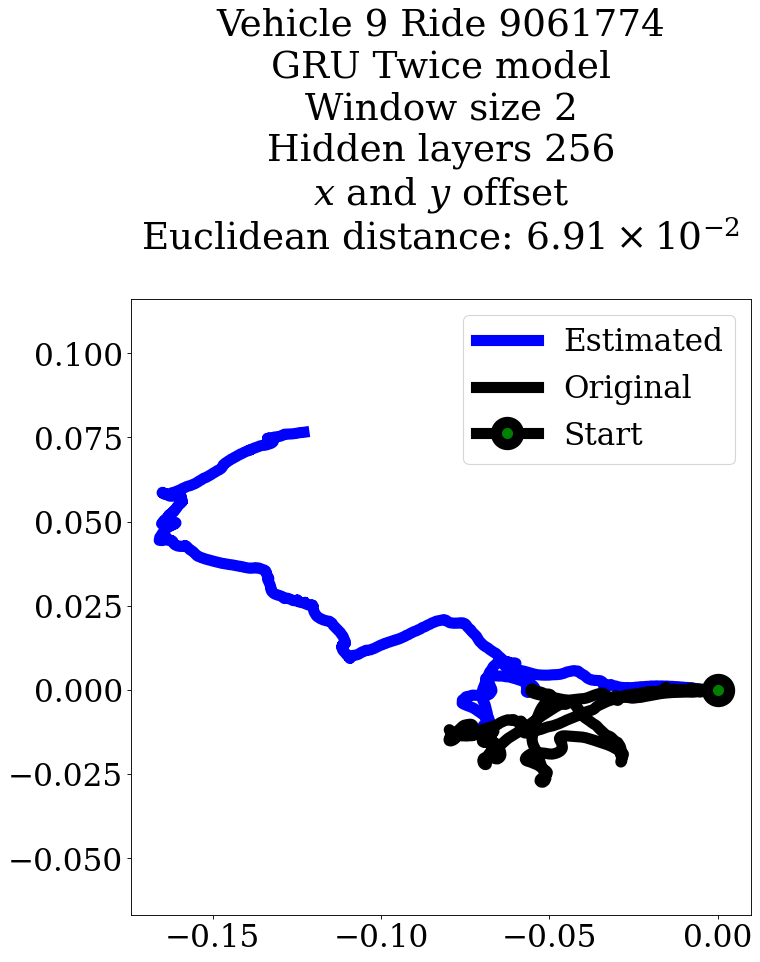 Vehicle 9 Ride 9061774
GRU Twice model
Window size 2
Hidden layers 256
x and y offset
Euclidean distance: 6.91 × 10⁻²
Estimated
Original
Start
0.100
0.075
0.050
0.025
0.000
−0.025
−0.050
−0.15 −0.10 −0.05 0.00